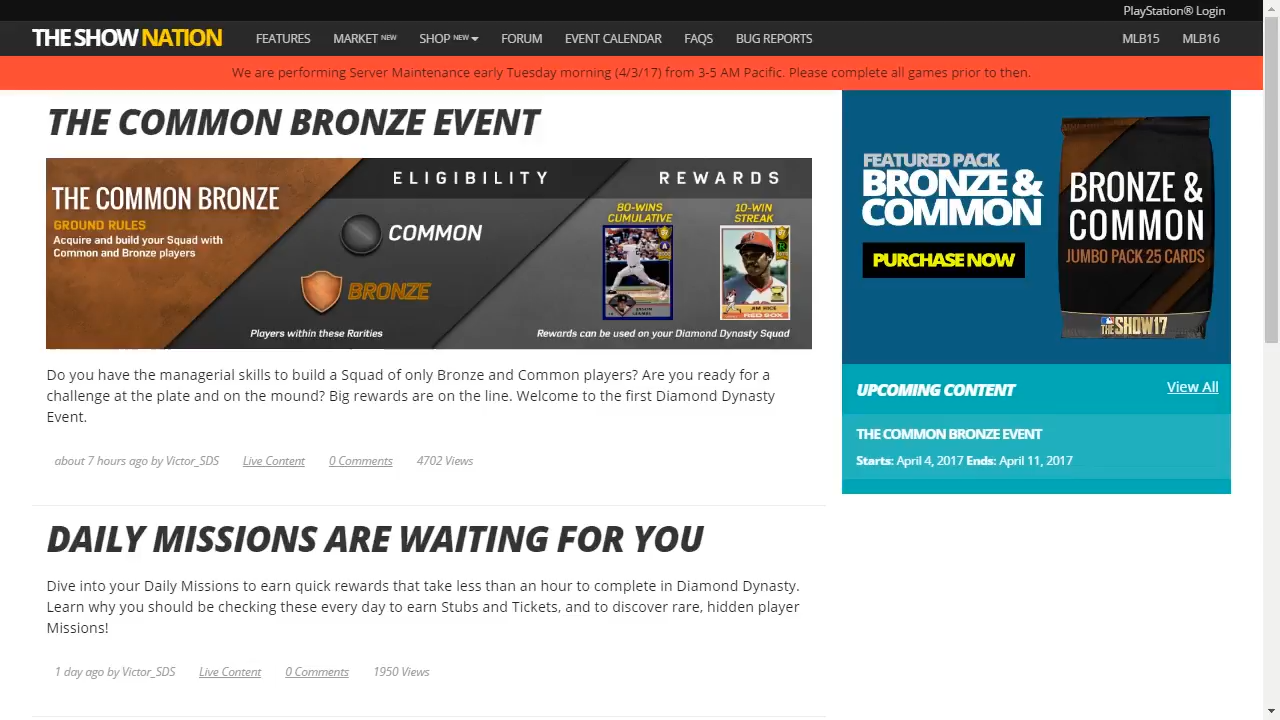 PlayStation® Login
THE SHOW NATION FEATURES MARKET NEW SHOP NEW FORUM EVENT CALENDAR FAQS BUG REPORTS MLB15 MLB16
We are performing Server Maintenance early Tuesday morning (4/3/17) from 3-5 AM Pacific. Please complete all games prior to then.
THE COMMON BRONZE EVENT
THE COMMON BRONZE
GROUND RULES
Acquire and build your Squad with
Common and Bronze players
ELIGIBILITY
COMMON
BRONZE
Players within these Rarities
REWARDS
80-WINS
CUMULATIVE
10-WIN
STREAK
JIM RICE
RED SOX
Rewards can be used on your Diamond Dynasty Squad
Do you have the managerial skills to build a Squad of only Bronze and Common players? Are you ready for a
challenge at the plate and on the mound? Big rewards are on the line. Welcome to the first Diamond Dynasty
Event.
about 7 hours ago by Victor_SDS Live Content 0 Comments 4702 Views
DAILY MISSIONS ARE WAITING FOR YOU
Dive into your Daily Missions to earn quick rewards that take less than an hour to complete in Diamond Dynasty.
Learn why you should be checking these every day to earn Stubs and Tickets, and to discover rare, hidden player
Missions!
1 day ago by Victor_SDS Live Content 0 Comments 1950 Views
FEATURED PACK
BRONZE &
COMMON
PURCHASE NOW
BRONZE &
COMMON
JUMBO PACK 25 CARDS
THE SHOW17
UPCOMING CONTENT View All
THE COMMON BRONZE EVENT
Starts: April 4, 2017 Ends: April 11, 2017